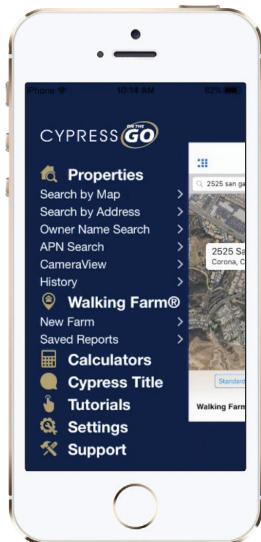 iPhone 10:14 AM 82%
CYPRESS ON THE GO
Properties
Search by Map
Search by Address
Owner Name Search
APN Search
CameraView
History
Walking Farm®
New Farm
Saved Reports
Calculators
Cypress Title
Tutorials
Settings
Support
2525 san ga
2525 Sa
Corona, C
Standard
Walking Farm